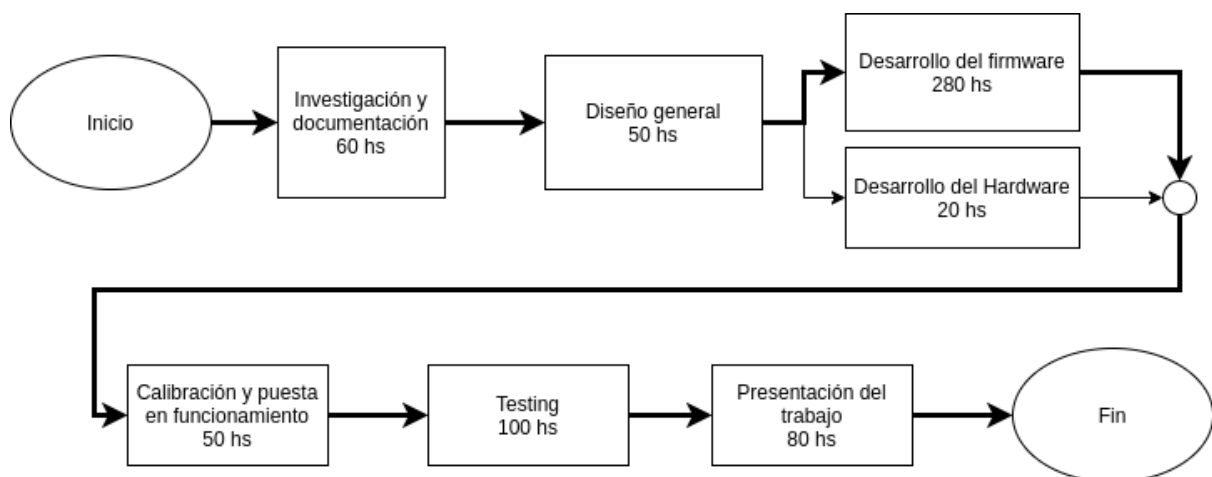 Inicio
Investigación y
documentación
60 hs
Diseño general
50 hs
Desarrollo del firmware
280 hs
Desarrollo del Hardware
20 hs
Calibración y puesta
en funcionamiento
50 hs
Testing
100 hs
Presentación del
trabajo
80 hs
Fin